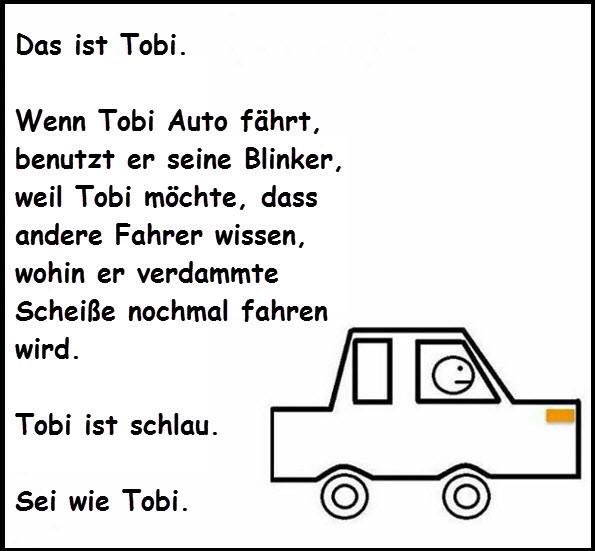 Das ist Tobi.
Wenn Tobi Auto fährt,
benutzt er seine Blinker,
weil Tobi möchte, dass
andere Fahrer wissen,
wohin er verdammte
Scheiße nochmal fahren
wird.
Tobi ist schlau.
Sei wie Tobi.